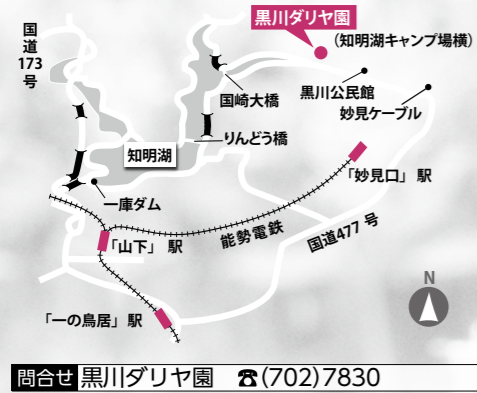 黒川ダリヤ園
(知明湖キャンプ場横)
国道
173
号
国崎大橋
黒川公民館
妙見ケーブル
りんどう橋
知明湖
「妙見口」駅
一庫ダム
能勢電鉄
国道477号
「山下」駅
N
「一の鳥居」駅
問合せ 黒川ダリヤ園 ☎(702)7830